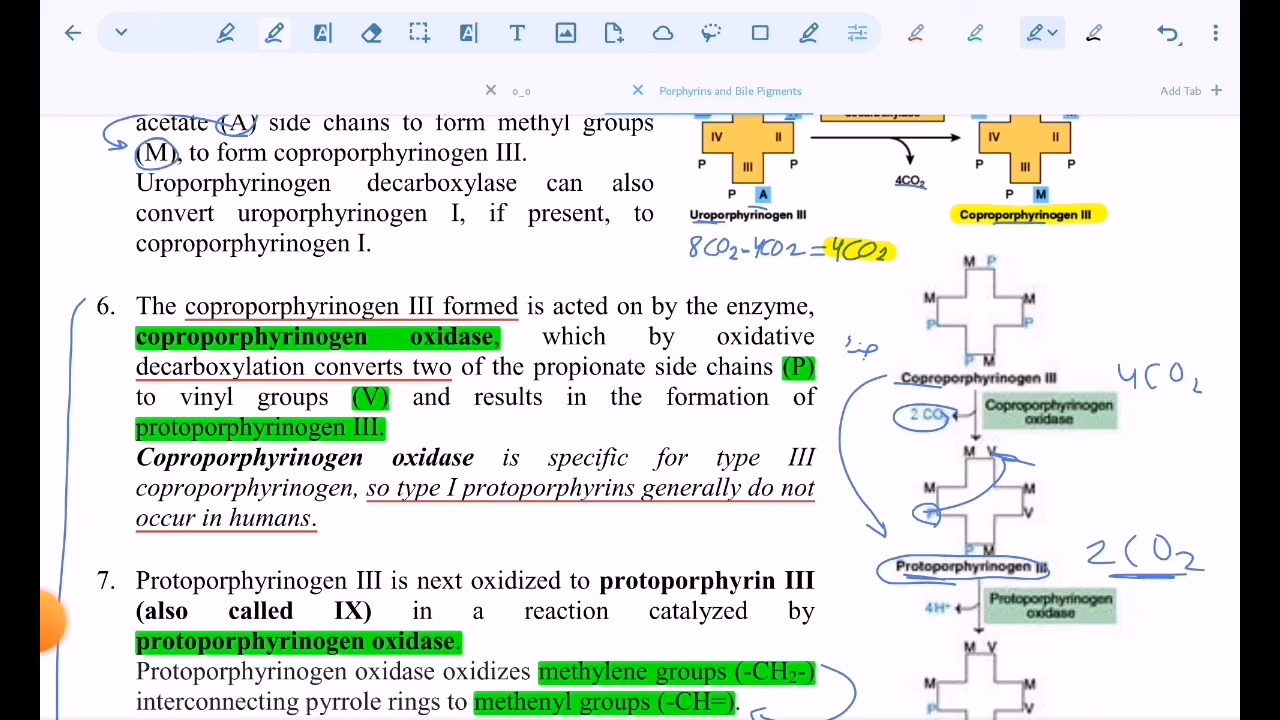 o_o
Porphyrins and Bile Pigments
Add Tab
acetate (A) side chains to form methyl groups
(M), to form coproporphyrinogen III.
Uroporphyrinogen decarboxylase can also
convert uroporphyrinogen I, if present, to
coproporphyrinogen I.
decarboxylase
IV II
III
P P
P A
4CO2
IV II
III
P P
P M
Uroporphyrinogen III
Coproporphyrinogen III
8CO2-4CO2=4CO2
6. The coproporphyrinogen III formed is acted on by the enzyme,
coproporphyrinogen oxidase, which by oxidative
decarboxylation converts two of the propionate side chains (P)
to vinyl groups (V) and results in the formation of
protoporphyrinogen III.
Coproporphyrinogen oxidase is specific for type III
coproporphyrinogen, so type I protoporphyrins generally do not
occur in humans.
7. Protoporphyrinogen III is next oxidized to protoporphyrin III
(also called IX) in a reaction catalyzed by
protoporphyrinogen oxidase.
Protoporphyrinogen oxidase oxidizes methylene groups (-CH2-)
interconnecting pyrrole rings to methenyl groups (-CH=).
M P
M M
P P
P M
Coproporphyrinogen III
4CO2
2 CO2
Coproporphyrinogen
oxidase
M V
M M
P V
P M
Protoporphyrinogen III
2CO2
4H+
Protoporphyrinogen
oxidase
M V
M M
P V